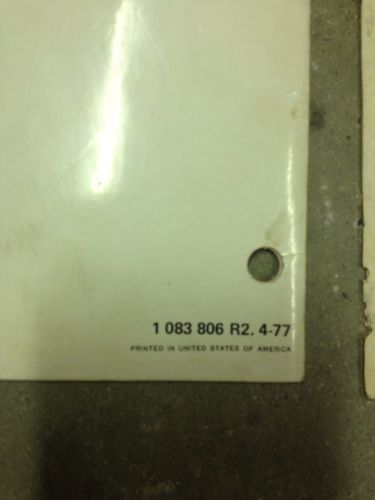 1 083 806 R2. 4-77
PRINTED IN UNITED STATES OF AMERICA